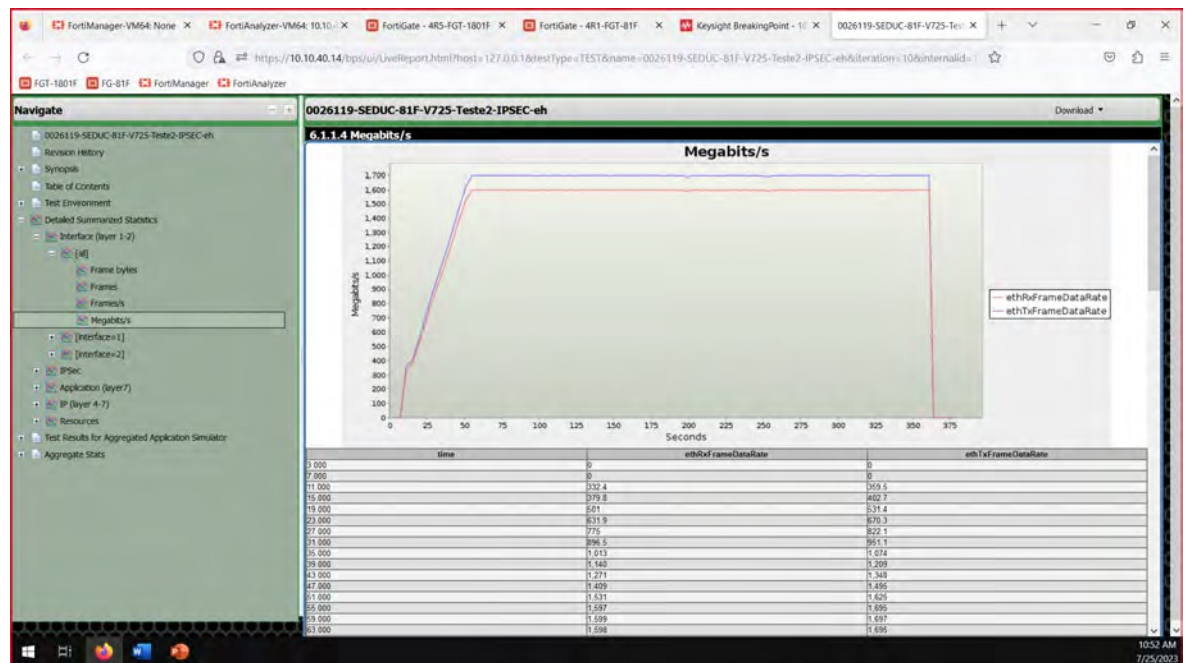 FortiManager-VM64: None
FortiAnalyzer-VM64: 10.10.
FortiGate - 4R5-FGT-1801F
FortiGate - 4R1-FGT-81F
Keysight BreakingPoint - 10
0026119-SEDUC-81F-V725-Tes
https://10.10.40.14/bps/ui/LiveReport.html?host=127.0.0.1&testType=TEST&name=0026119-SEDUC-81F-V725-Teste2-IPSEC-eh&iteration=10&internalid=
FGT-1801F FG-81F FortiManager FortiAnalyzer
Navigate
0026119-SEDUC-81F-V725-Teste2-IPSEC-eh
Revision History
Synopsis
Table of Contents
Test Environment
Detailed Summarized Statistics
Interface (layer 1-2)
[all]
Frame bytes
Frames
Frames/s
Megabits/s
[interface=1]
[interface=2]
IPSec
Application (layer7)
IP (layer 4-7)
Resources
Test Results for Aggregated Application Simulator
Aggregate Stats
0026119-SEDUC-81F-V725-Teste2-IPSEC-eh
Download
6.1.1.4 Megabits/s
Megabits/s
1,700
1,600
1,500
1,400
1,300
1,200
1,100
1,000
900
800
700
600
500
400
300
200
100
0
Megabits/s
0 25 50 75 100 125 150 175 200 225 250 275 300 325 350 375
Seconds
ethRxFrameDataRate
ethTxFrameDataRate
time ethRxFrameDataRate ethTxFrameDataRate
3.000 0 0
7.000 0 0
11.000 332.4 359.5
15.000 379.8 402.7
19.000 501 531.4
23.000 631.9 670.3
27.000 775 822.1
31.000 896.5 951.1
35.000 1,013 1,074
39.000 1,140 1,209
43.000 1,271 1,348
47.000 1,409 1,495
51.000 1,531 1,625
55.000 1,597 1,695
59.000 1,599 1,697
63.000 1,598 1,695
10:52 AM
7/25/2023